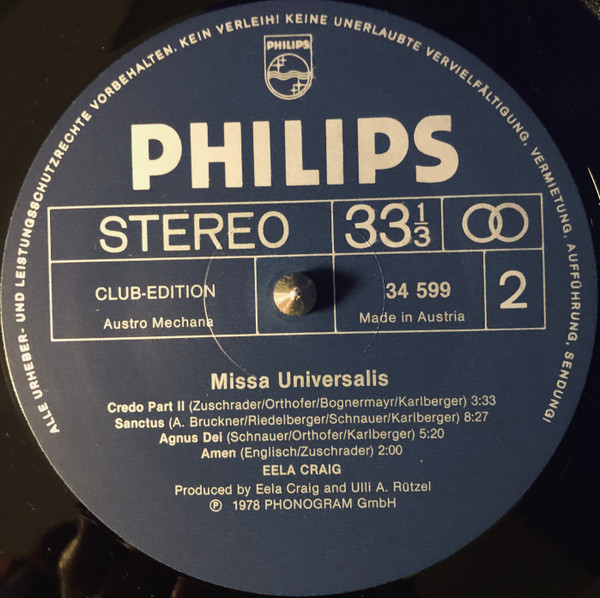 ALLE URHEBER- UND LEISTUNGSSCHUTZRECHTE VORBEHALTEN. KEIN VERLEIH! KEINE UNERLAUBTE VERVIELFÄLTIGUNG, VERMIETUNG, AUFFÜHRUNG, SENDUNG!
PHILIPS
PHILIPS
STEREO 33 1/3
CLUB-EDITION 34 599 2
Austro Mechana Made in Austria
Missa Universalis
Credo Part II (Zuschrader/Orthofer/Bognermayr/Karlberger) 3:33
Sanctus (A. Bruckner/Riedelberger/Schnauer/Karlberger) 8:27
Agnus Dei (Schnauer/Orthofer/Karlberger) 5:20
Amen (Englisch/Zuschrader) 2:00
EELA CRAIG
Produced by Eela Craig and Ulli A. Rützel
℗ 1978 PHONOGRAM GmbH